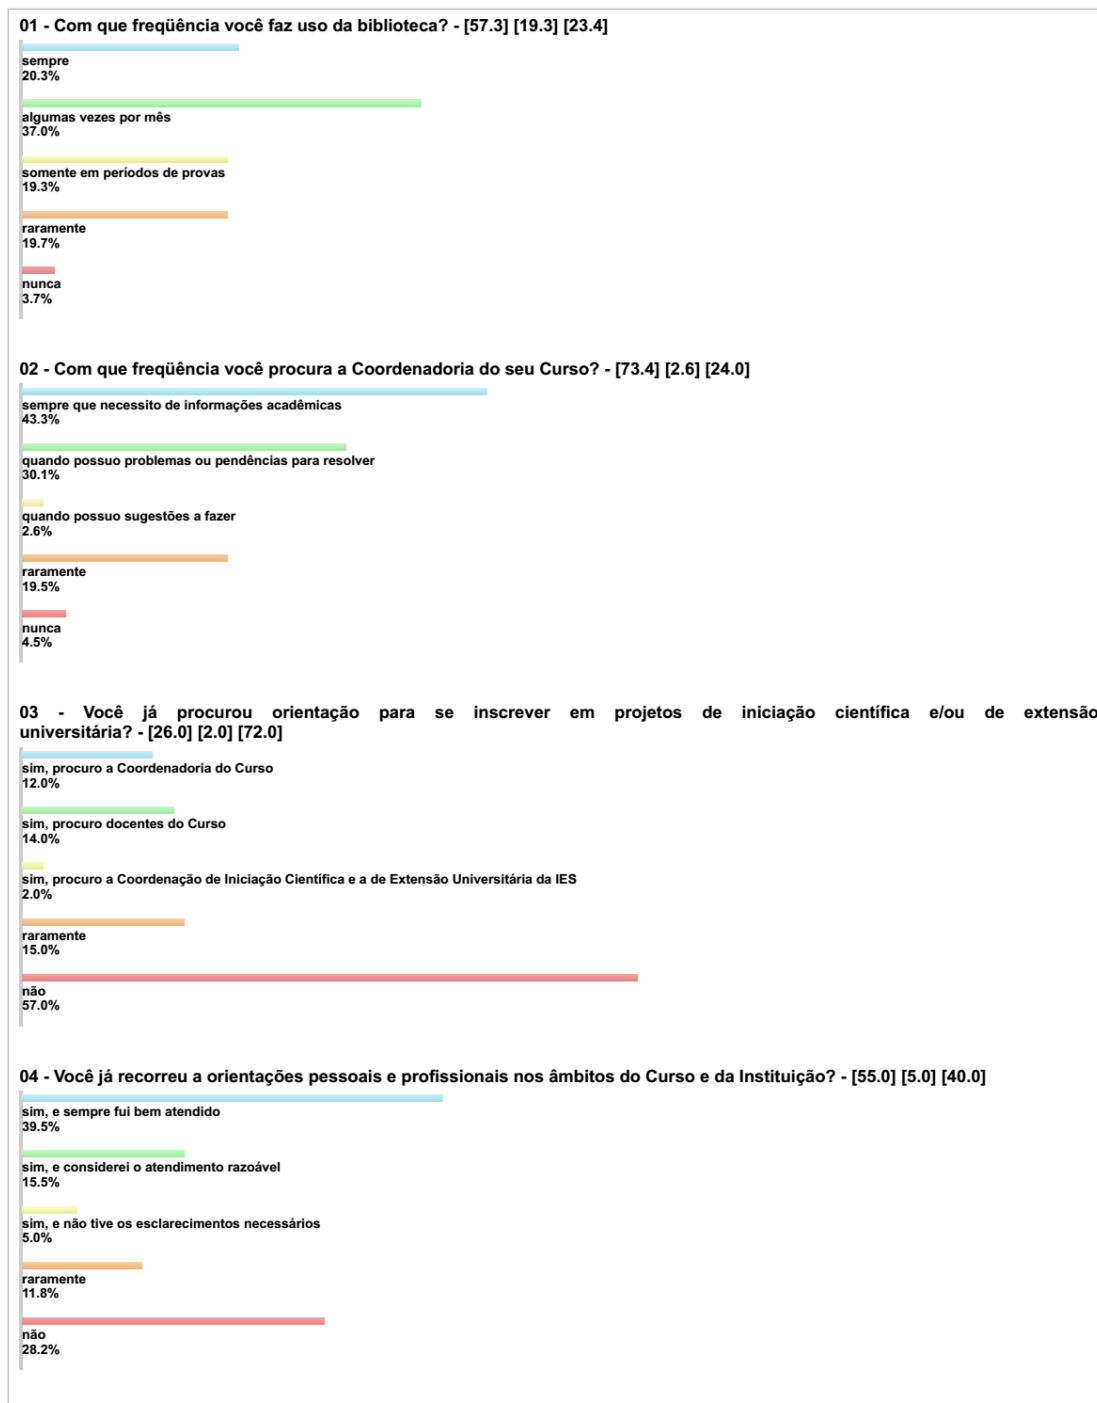 01 - Com que freqüência você faz uso da biblioteca? - [57.3] [19.3] [23.4]
sempre
20.3%
algumas vezes por mês
37.0%
somente em períodos de provas
19.3%
raramente
19.7%
nunca
3.7%
02 - Com que freqüência você procura a Coordenadoria do seu Curso? - [73.4] [2.6] [24.0]
sempre que necessito de informações acadêmicas
43.3%
quando possuo problemas ou pendências para resolver
30.1%
quando possuo sugestões a fazer
2.6%
raramente
19.5%
nunca
4.5%
03 - Você já procurou orientação para se inscrever em projetos de iniciação científica e/ou de extensão
universitária? - [26.0] [2.0] [72.0]
sim, procuro a Coordenadoria do Curso
12.0%
sim, procuro docentes do Curso
14.0%
sim, procuro a Coordenação de Iniciação Científica e a de Extensão Universitária da IES
2.0%
raramente
15.0%
não
57.0%
04 - Você já recorreu a orientações pessoais e profissionais nos âmbitos do Curso e da Instituição? - [55.0] [5.0] [40.0]
sim, e sempre fui bem atendido
39.5%
sim, e considerei o atendimento razoável
15.5%
sim, e não tive os esclarecimentos necessários
5.0%
raramente
11.8%
não
28.2%